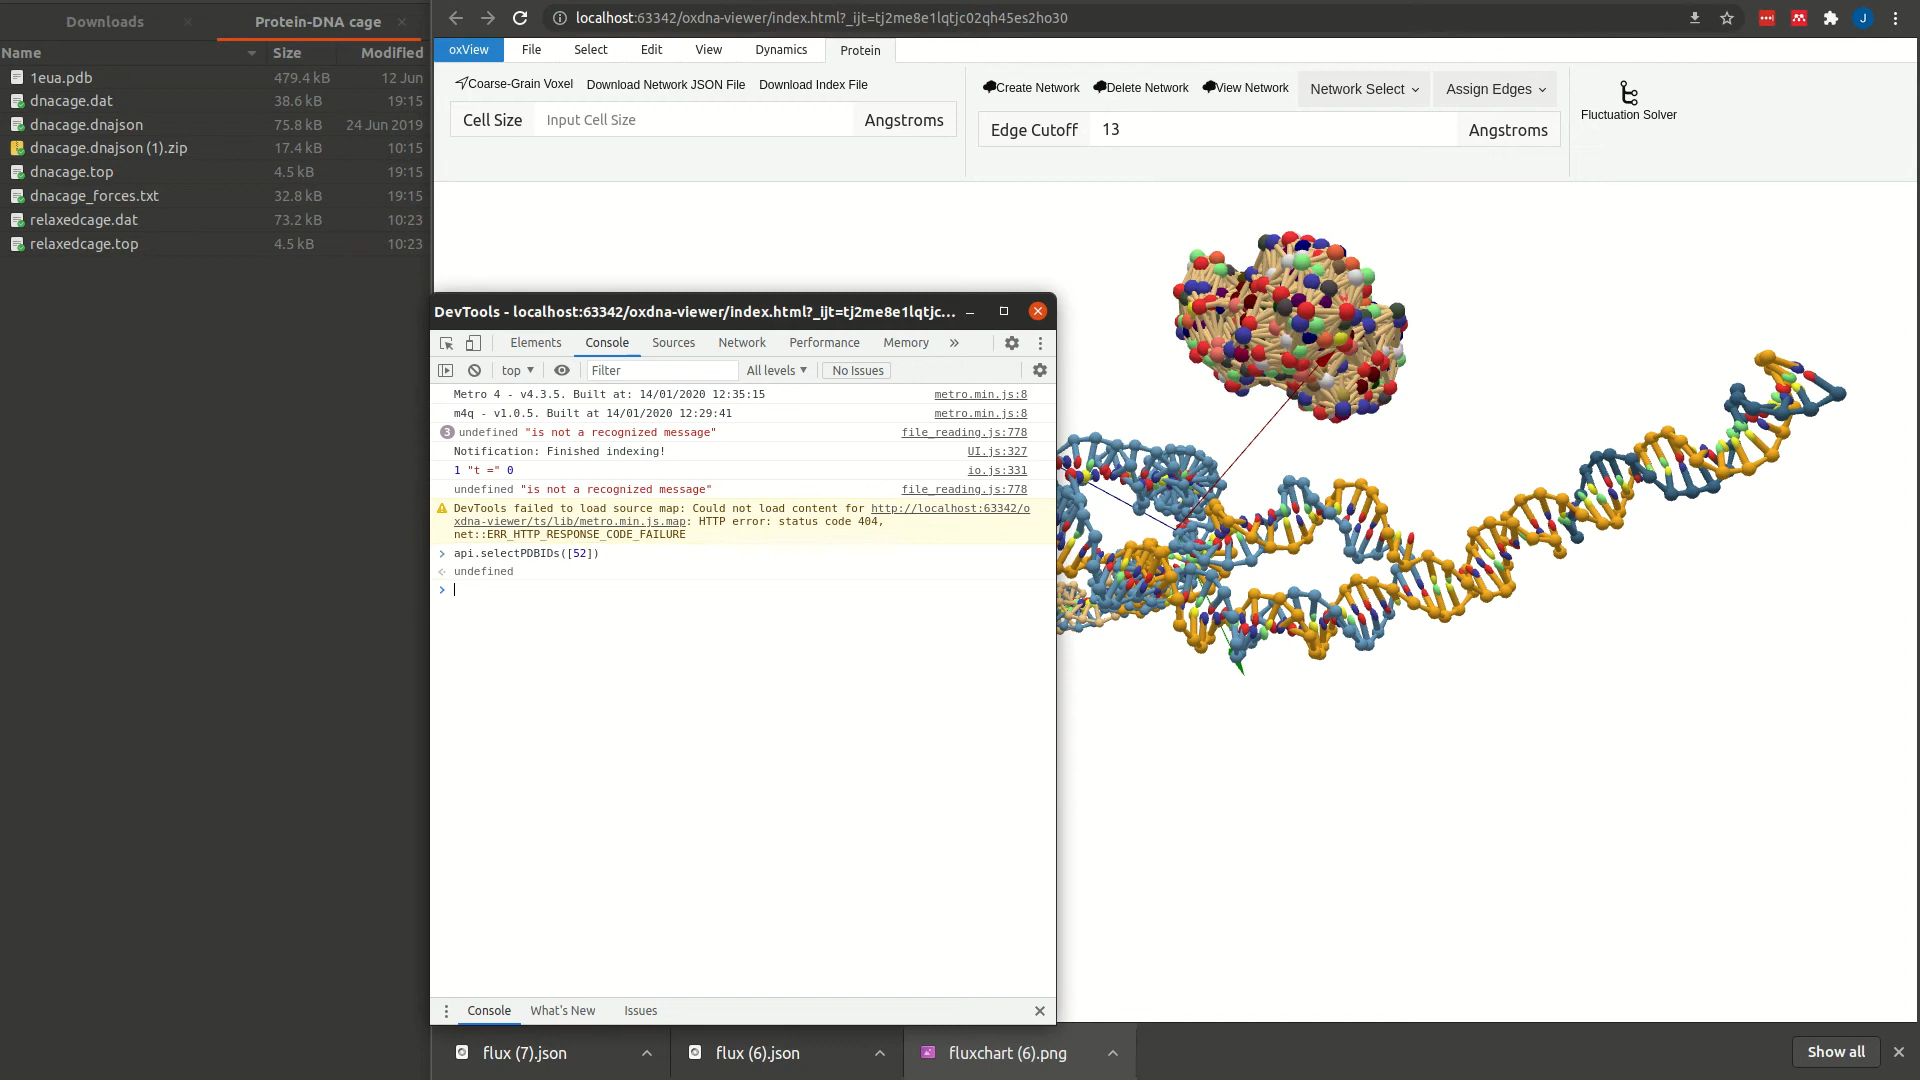 Downloads
Protein-DNA cage
Name Size Modified
1eua.pdb 479.4 kB 12 Jun
dnacage.dat 38.6 kB 19:15
dnacage.dnajson 75.8 kB 24 Jun 2019
dnacage.dnajson (1).zip 17.4 kB 10:15
dnacage.top 4.5 kB 19:15
dnacage_forces.txt 32.8 kB 19:15
relaxedcage.dat 73.2 kB 10:23
relaxedcage.top 4.5 kB 10:23
localhost:63342/oxdna-viewer/index.html?_ijt=tj2me8e1lqtjc02qh45es2ho30
J
oxView File Select Edit View Dynamics Protein
Coarse-Grain Voxel Download Network JSON File Download Index File
Cell Size Input Cell Size Angstroms
Create Network Delete Network View Network Network Select Assign Edges
Edge Cutoff 13 Angstroms
Fluctuation Solver
DevTools - localhost:63342/oxdna-viewer/index.html?_ijt=tj2me8e1lqtjc...
Elements Console Sources Network Performance Memory »
top ▼ Filter All levels ▼ No Issues
Metro 4 - v4.3.5. Built at: 14/01/2020 12:35:15 metro.min.js:8
m4q - v1.0.5. Built at 14/01/2020 12:29:41 metro.min.js:8
3 undefined "is not a recognized message" file_reading.js:778
Notification: Finished indexing! UI.js:327
1 "t =" 0 io.js:331
undefined "is not a recognized message" file_reading.js:778
DevTools failed to load source map: Could not load content for http://localhost:63342/o
xdna-viewer/ts/lib/metro.min.js.map: HTTP error: status code 404,
net::ERR_HTTP_RESPONSE_CODE_FAILURE
> api.selectPDBIDs([52])
undefined
>
Console What's New Issues
flux (7).json
flux (6).json
fluxchart (6).png
Show all